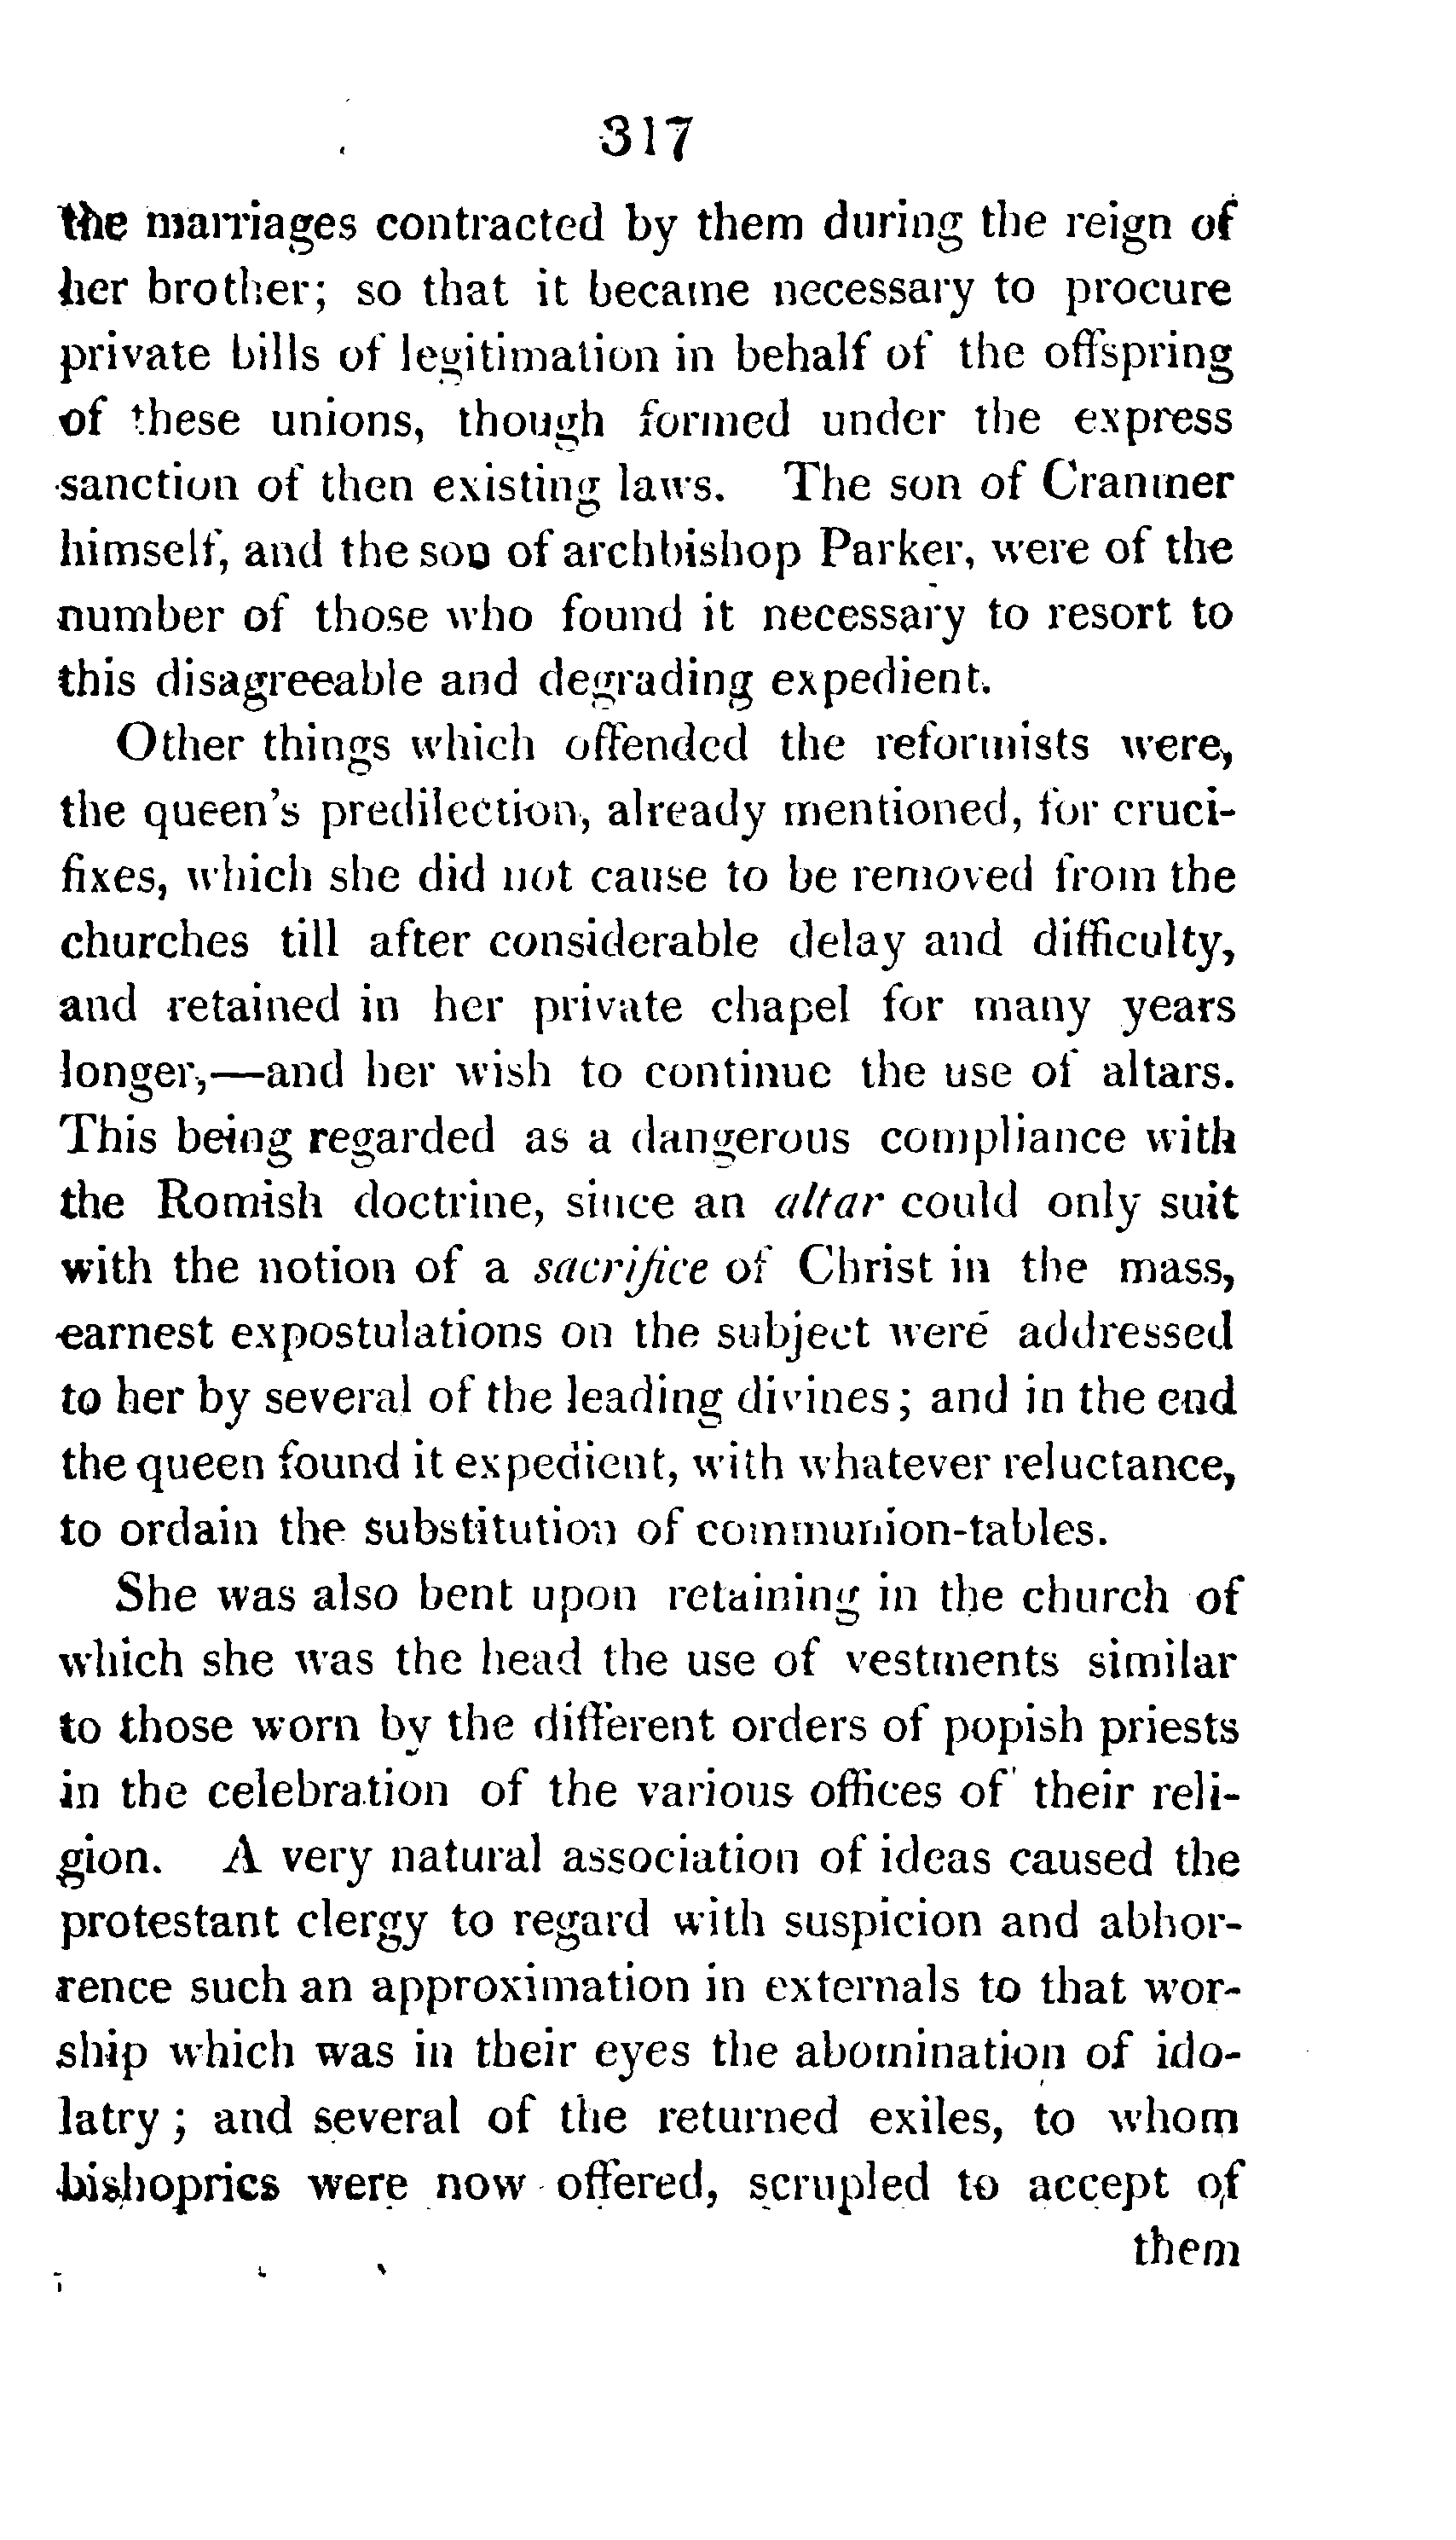 317
the marriages contracted by them during the reign of
her brother; so that it became necessary to procure
private bills of legitimation in behalf of the offspring
of these unions, though formed under the express
sanction of then existing laws. The son of Cranmer
himself, and the son of archbishop Parker, were of the
number of those who found it necessary to resort to
this disagreeable and degrading expedient.
Other things which offended the reformists were,
the queen's predilection, already mentioned, for cruci-
fixes, which she did not cause to be removed from the
churches till after considerable delay and difficulty,
and retained in her private chapel for many years
longer,—and her wish to continue the use of altars.
This being regarded as a dangerous compliance with
the Romish doctrine, since an altar could only suit
with the notion of a sacrifice of Christ in the mass,
earnest expostulations on the subject were addressed
to her by several of the leading divines; and in the end
the queen found it expedient, with whatever reluctance,
to ordain the substitution of communion-tables.
She was also bent upon retaining in the church of
which she was the head the use of vestments similar
to those worn by the different orders of popish priests
in the celebration of the various offices of their reli-
gion. A very natural association of ideas caused the
protestant clergy to regard with suspicion and abhor-
rence such an approximation in externals to that wor-
ship which was in their eyes the abomination of ido-
latry; and several of the returned exiles, to whom
bishoprics were now offered, scrupled to accept of
them